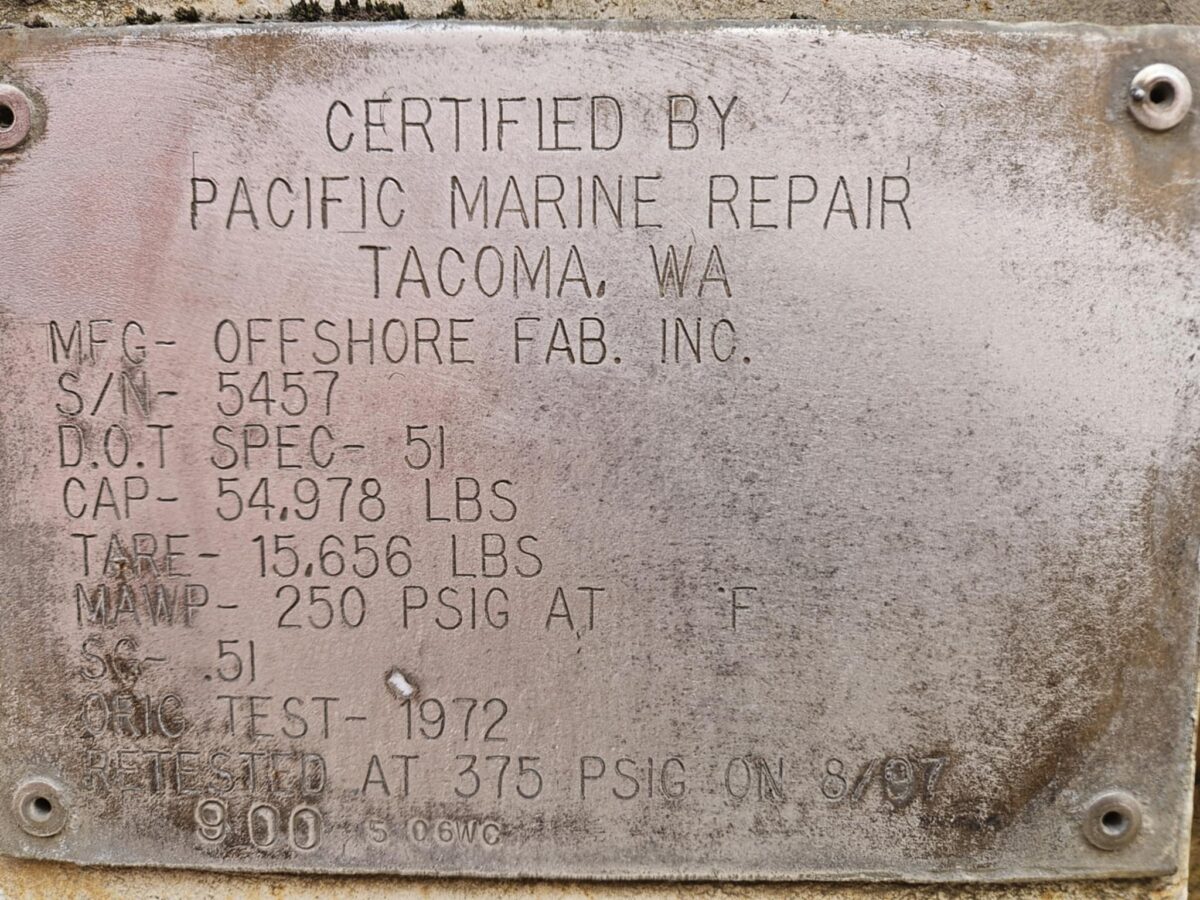 CERTIFIED BY
PACIFIC MARINE REPAIR
TACOMA, WA
MFG- OFFSHORE FAB. INC.
S/N- 5457
D.O.T SPEC- 51
CAP- 54,978 LBS
TARE- 15,656 LBS
MAWP- 250 PSIG AT F
SG- .51
ORIG TEST- 1972
RETESTED AT 375 PSIG ON 8/97
900 5 06WC